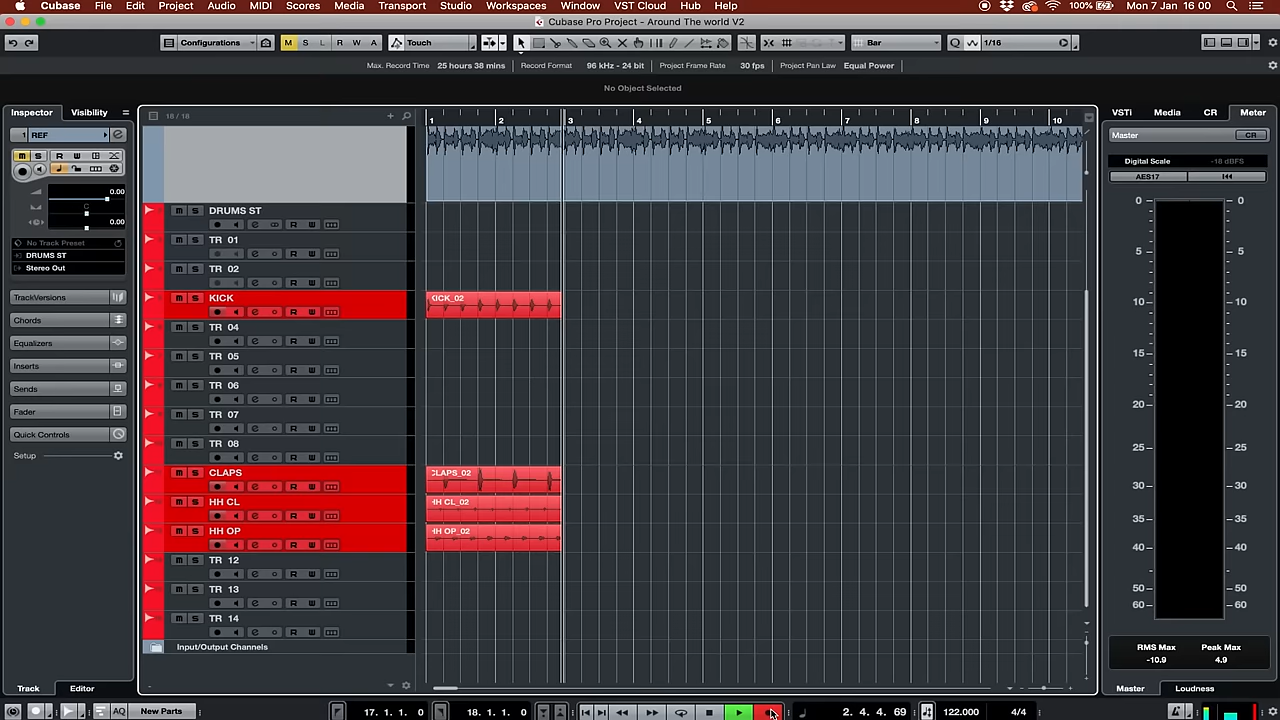 Cubase File Edit Project Audio MIDI Scores Media Transport Studio Workspaces Window VST Cloud Hub Help 100% Mon 7 Jan 16 00
Cubase Pro Project - Around The world V2
Configurations M S L R W A Touch Bar Q 1/16
Max. Record Time 25 hours 38 mins Record Format 96 kHz - 24 bit Project Frame Rate 30 fps Project Pan Law Equal Power
No Object Selected
Inspector Visibility 18 / 18 1 2 3 4 5 6 7 8 9 10 VSTi Media CR Meter
1 REF Master CR
M S R W
Digital Scale -18 dBFS
AES17
0.00
C
0.00
No Track Preset
DRUMS ST
Stereo Out
TrackVersions
Chords
Equalizers
Inserts
Sends
Fader
Quick Controls
Setup
m S DRUMS ST
e R W
m S TR 01
e R W
m S TR 02
e R W
m S KICK KICK_02
e R W
m S TR 04
e R W
m S TR 05
e R W
m S TR 06
e R W
m S TR 07
e R W
m S TR 08
e R W
m S CLAPS CLAPS_02
e R W
m S HH CL HH CL_02
e R W
m S HH OP HH OP_02
e R W
m S TR 12
e R W
m S TR 13
e R W
m S TR 14
e R W
Input/Output Channels
0 0
5 5
10 10
15 15
20 20
25 25
30 30
35 35
40 40
50 50
60 60
RMS Max Peak Max
-10.9 4.9
Track Editor Master Loudness
AQ New Parts 17. 1. 1. 0 18. 1. 1. 0 2. 4. 4. 69 122.000 4/4